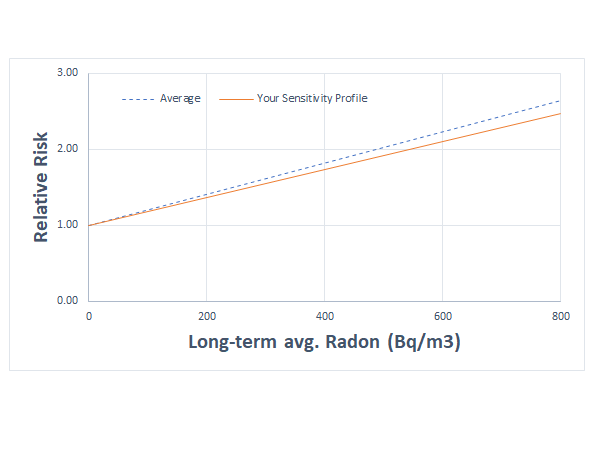 3.00
Average
Your Sensitivity Profile
2.00
Relative Risk
1.00
0.00
0
200
400
600
800
Long-term avg. Radon (Bq/m3)